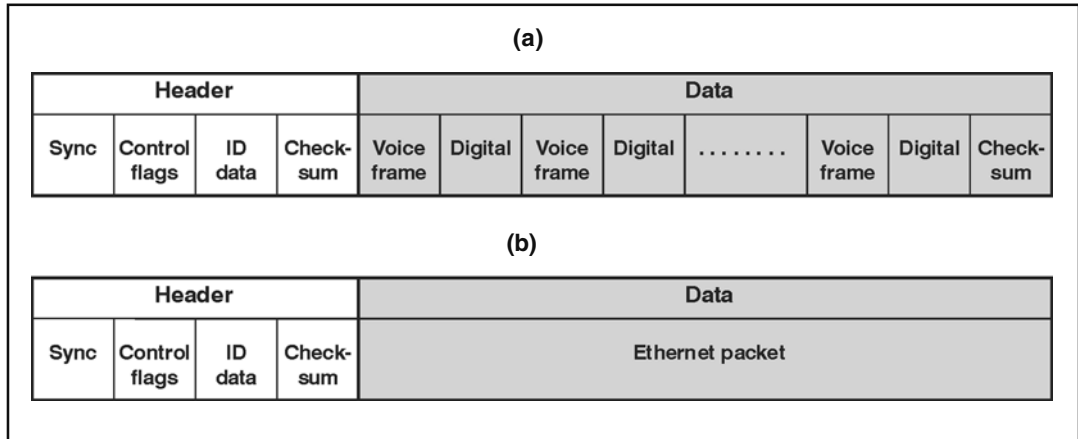 (a)
Header Data
Sync Control flags ID data Check-sum Voice frame Digital Voice frame Digital ........ Voice frame Digital Check-sum
(b)
Header Data
Sync Control flags ID data Check-sum Ethernet packet